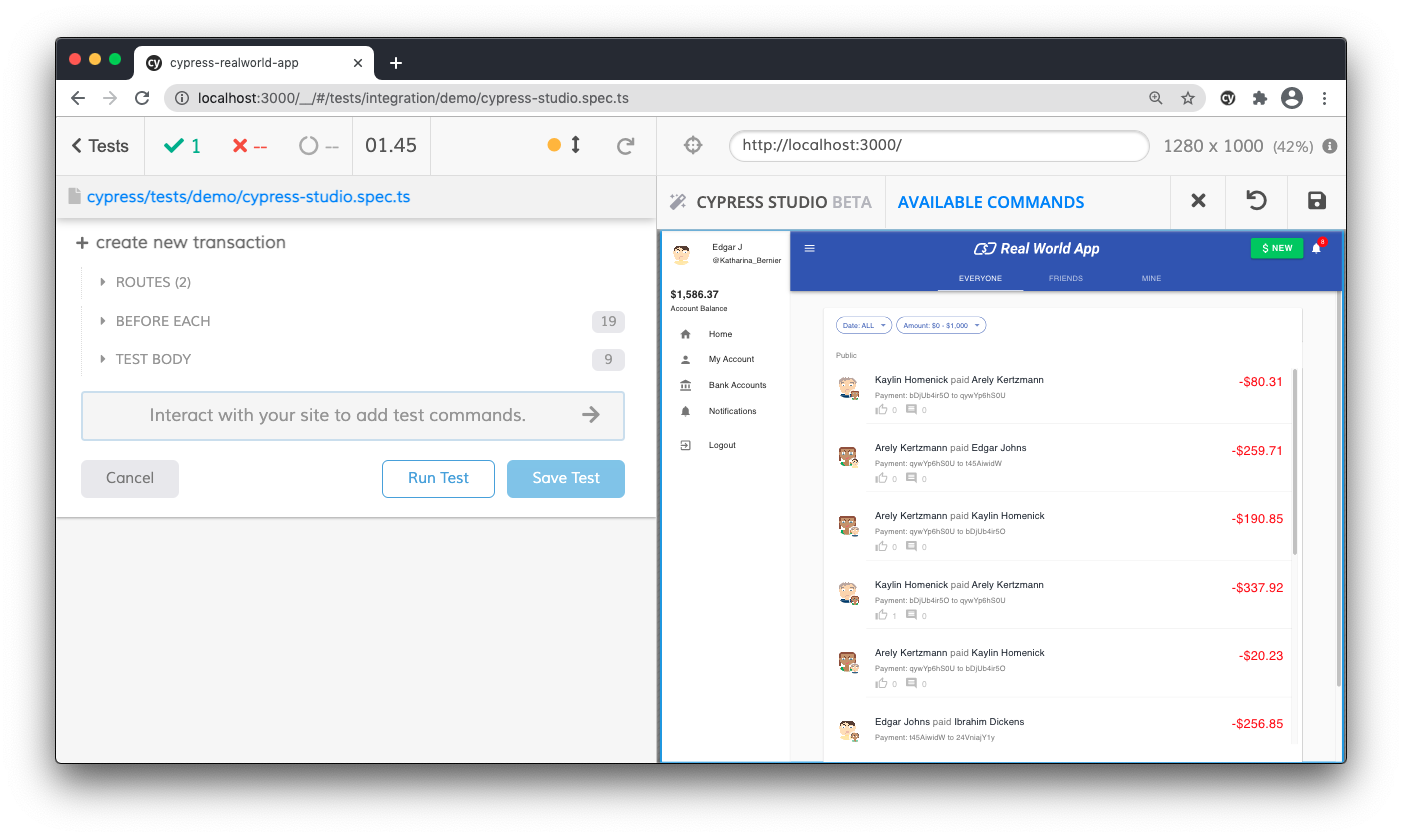 cypress-realworld-app
localhost:3000/__/#/tests/integration/demo/cypress-studio.spec.ts
Tests 1 -- -- 01.45
http://localhost:3000/ 1280 x 1000 (42%)
cypress/tests/demo/cypress-studio.spec.ts
CYPRESS STUDIO BETA AVAILABLE COMMANDS
create new transaction
ROUTES (2)
BEFORE EACH 19
TEST BODY 9
Interact with your site to add test commands.
Cancel Run Test Save Test
Edgar J
@Katharina_Bernier
$1,586.37
Account Balance
Home
My Account
Bank Accounts
Notifications
Logout
Real World App
$ NEW 8
EVERYONE FRIENDS MINE
Date: ALL Amount: $0 - $1,000
Public
Kaylin Homenick paid Arely Kertzmann -$80.31
Payment: bDjUb4ir5O to qywYp6hS0U
0 0
Arely Kertzmann paid Edgar Johns -$259.71
Payment: qywYp6hS0U to t45AiwidW
0 0
Arely Kertzmann paid Kaylin Homenick -$190.85
Payment: qywYp6hS0U to bDjUb4ir5O
0 0
Kaylin Homenick paid Arely Kertzmann -$337.92
Payment: bDjUb4ir5O to qywYp6hS0U
1 0
Arely Kertzmann paid Kaylin Homenick -$20.23
Payment: qywYp6hS0U to bDjUb4ir5O
0 0
Edgar Johns paid Ibrahim Dickens -$256.85
Payment: t45AiwidW to 24VniajY1y